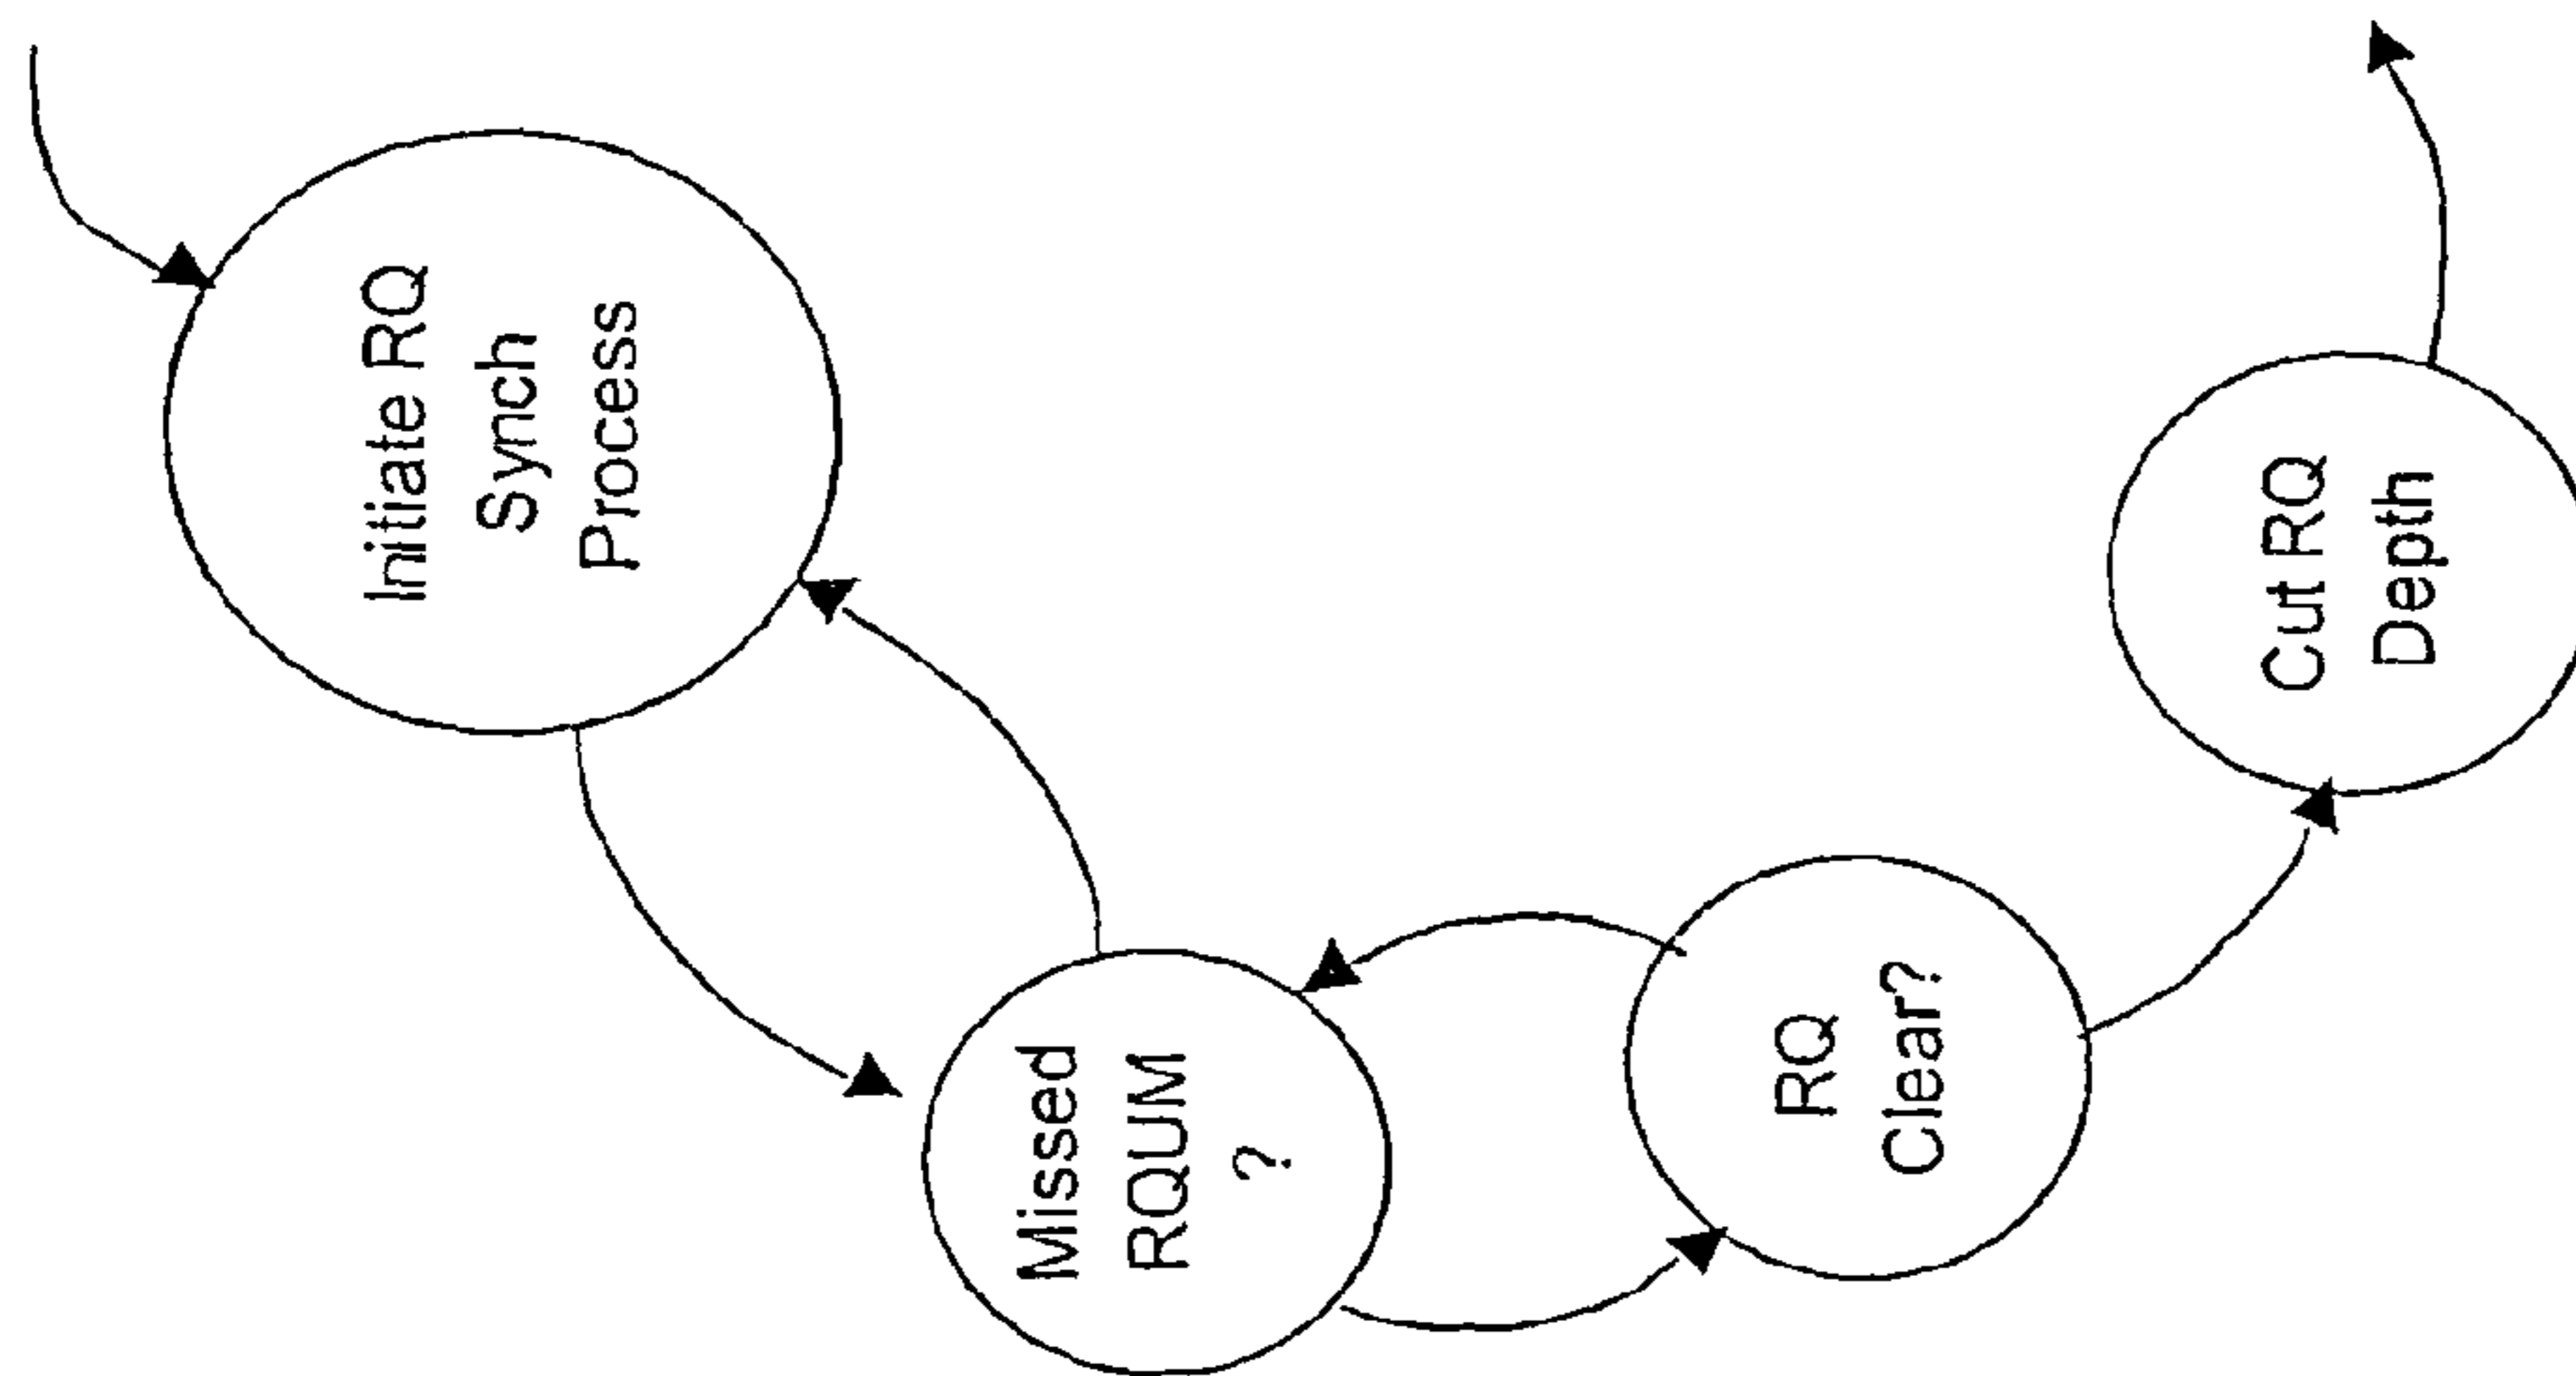 Initiate RQ
Synch
Process
Missed
RQUM
?
RQ
Clear?
Cut RQ
Depth